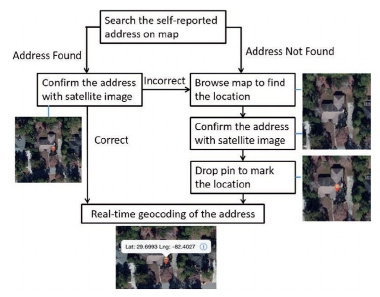 Search the self-reported
address on map
Address Found
Address Not Found
Confirm the address
with satellite image
Incorrect
Browse map to find
the location
Correct
Confirm the address
with satellite image
Drop pin to mark
the location
Real-time geocoding of the address
Lat: 29.6993 Lng: -82.4027